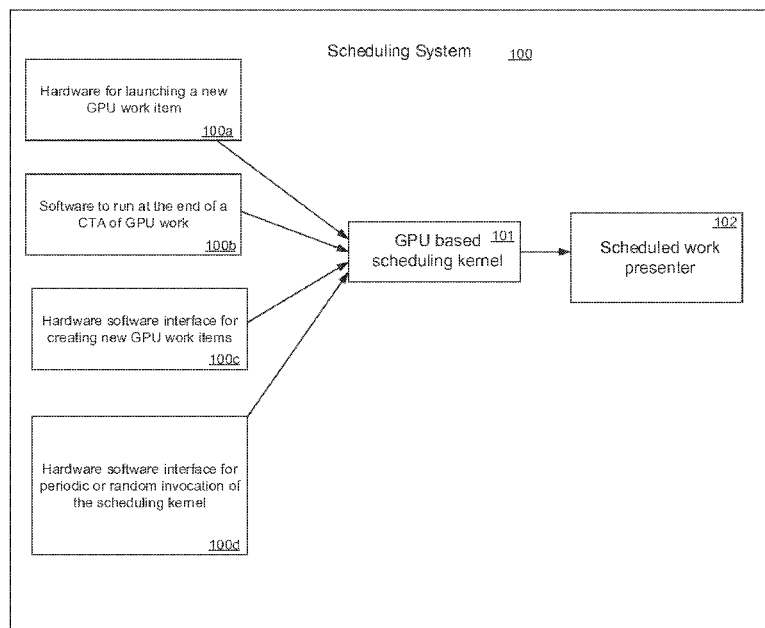 Scheduling System 100
Hardware for launching a new
GPU work item
100a
Software to run at the end of a
CTA of GPU work
100b
Hardware software interface for
creating new GPU work items
100c
Hardware software interface for
periodic or random invocation of
the scheduling kernel
100d
GPU based 101
scheduling kernel
102
Scheduled work
presenter